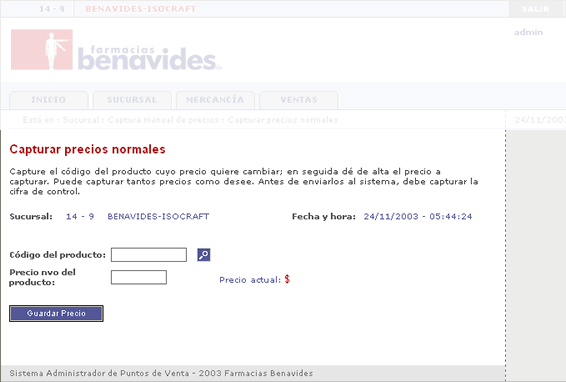 14 - 9 BENAVIDES-ISOCRAFT SALIR
admin
farmacias
benavides
INICIO SUCURSAL MERCANCÍA VENTAS
Está en : Sucursal : Captura manual de precios : Capturar precios normales 24/11/2003
Capturar precios normales
Capture el código del producto cuyo precio quiere cambiar; en seguida dé de alta el precio a
capturar. Puede capturar tantos precios como desee. Antes de enviarlos al sistema, debe capturar la
cifra de control.
Sucursal: 14 - 9 BENAVIDES-ISOCRAFT Fecha y hora: 24/11/2003 - 05:44:24
Código del producto:
Precio nvo del
producto: Precio actual: $
Guardar Precio
Sistema Administrador de Puntos de Venta - 2003 Farmacias Benavides